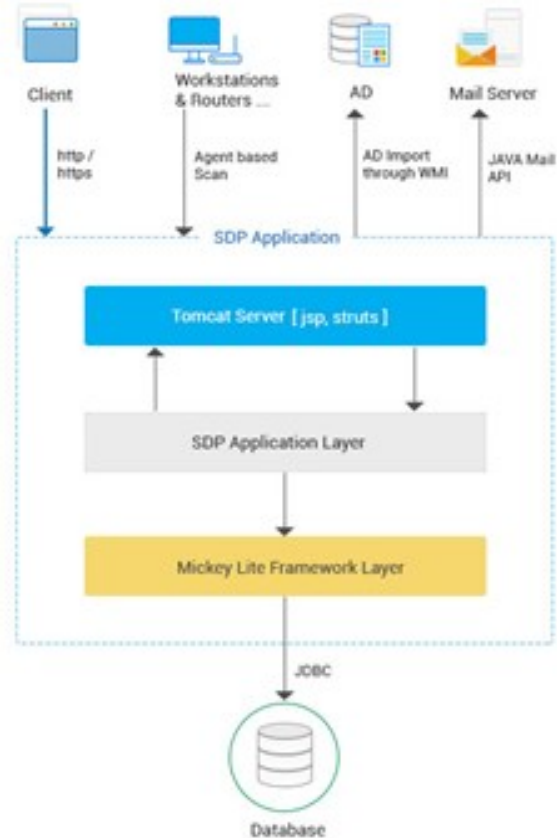 Client
Workstations
& Routers ...
AD
Mail Server
http /
https
Agent based
Scan
AD Import
through WMI
JAVA Mail
API
SDP Application
Tomcat Server [ jsp, struts ]
SDP Application Layer
Mickey Lite Framework Layer
JDBC
Database